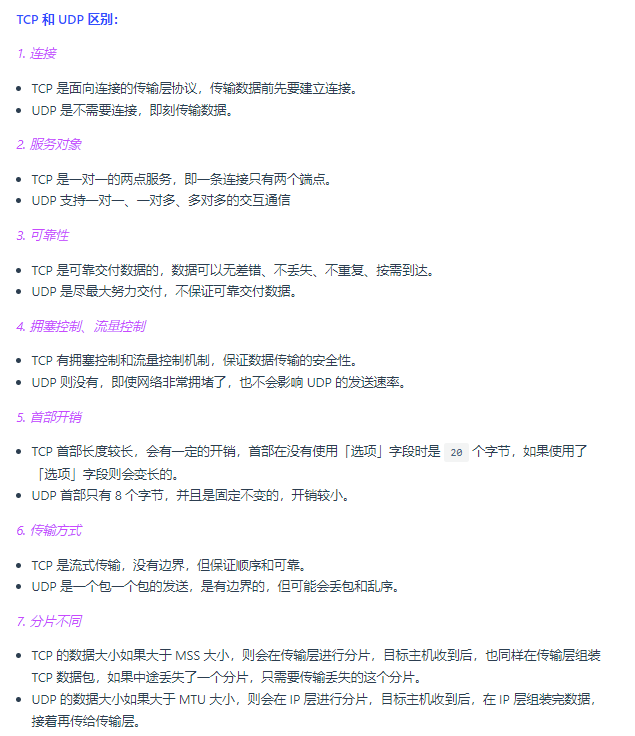 TCP 和 UDP 区别：
1. 连接
TCP 是面向连接的传输层协议，传输数据前先要建立连接。
UDP 是不需要连接，即刻传输数据。
2. 服务对象
TCP 是一对一的两点服务，即一条连接只有两个端点。
UDP 支持一对一、一对多、多对多的交互通信
3. 可靠性
TCP 是可靠交付数据的，数据可以无差错、不丢失、不重复、按需到达。
UDP 是尽最大努力交付，不保证可靠交付数据。
4. 拥塞控制、流量控制
TCP 有拥塞控制和流量控制机制，保证数据传输的安全性。
UDP 则没有，即使网络非常拥堵了，也不会影响 UDP 的发送速率。
5. 首部开销
TCP 首部长度较长，会有一定的开销，首部在没有使用「选项」字段时是 20 个字节，如果使用了
「选项」字段则会变长的。
UDP 首部只有 8 个字节，并且是固定不变的，开销较小。
6. 传输方式
TCP 是流式传输，没有边界，但保证顺序和可靠。
UDP 是一个包一个包的发送，是有边界的，但可能会丢包和乱序。
7. 分片不同
TCP 的数据大小如果大于 MSS 大小，则会在传输层进行分片，目标主机收到后，也同样在传输层组装
TCP 数据包，如果中途丢失了一个分片，只需要传输丢失的这个分片。
UDP 的数据大小如果大于 MTU 大小，则会在 IP 层进行分片，目标主机收到后，在 IP 层组装完数据，
接着再传给传输层。